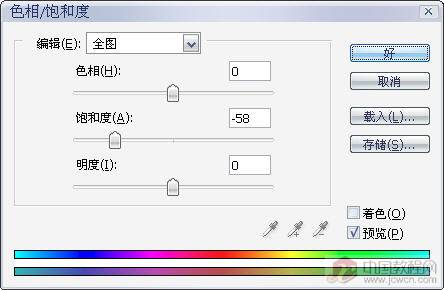 色相/饱和度
编辑(E): 全图
好
色相(H): 0
取消
饱和度(A): -58
载入(L)...
存储(S)...
明度(I): 0
着色(O)
预览(P)
中国教程网
www.jcwcn.com